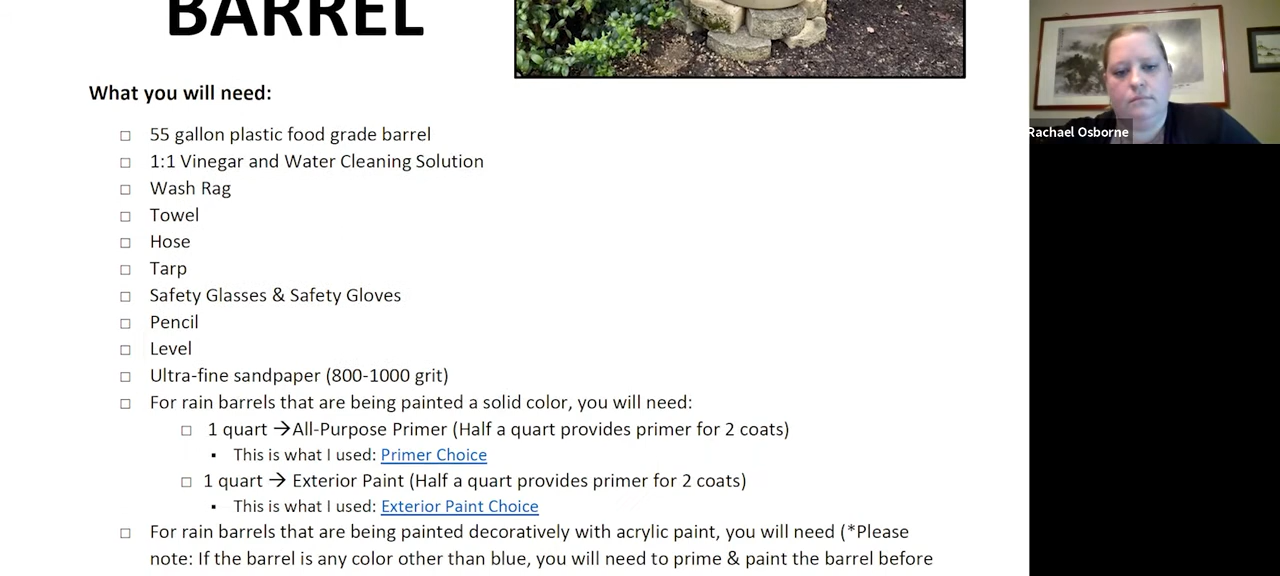 BARREL
What you will need:
□ 55 gallon plastic food grade barrel
□ 1:1 Vinegar and Water Cleaning Solution
□ Wash Rag
□ Towel
□ Hose
□ Tarp
□ Safety Glasses & Safety Gloves
□ Pencil
□ Level
□ Ultra-fine sandpaper (800-1000 grit)
□ For rain barrels that are being painted a solid color, you will need:
□ 1 quart →All-Purpose Primer (Half a quart provides primer for 2 coats)
▪ This is what I used: Primer Choice
□ 1 quart → Exterior Paint (Half a quart provides primer for 2 coats)
▪ This is what I used: Exterior Paint Choice
□ For rain barrels that are being painted decoratively with acrylic paint, you will need (*Please
note: If the barrel is any color other than blue, you will need to prime & paint the barrel before
Rachael Osborne